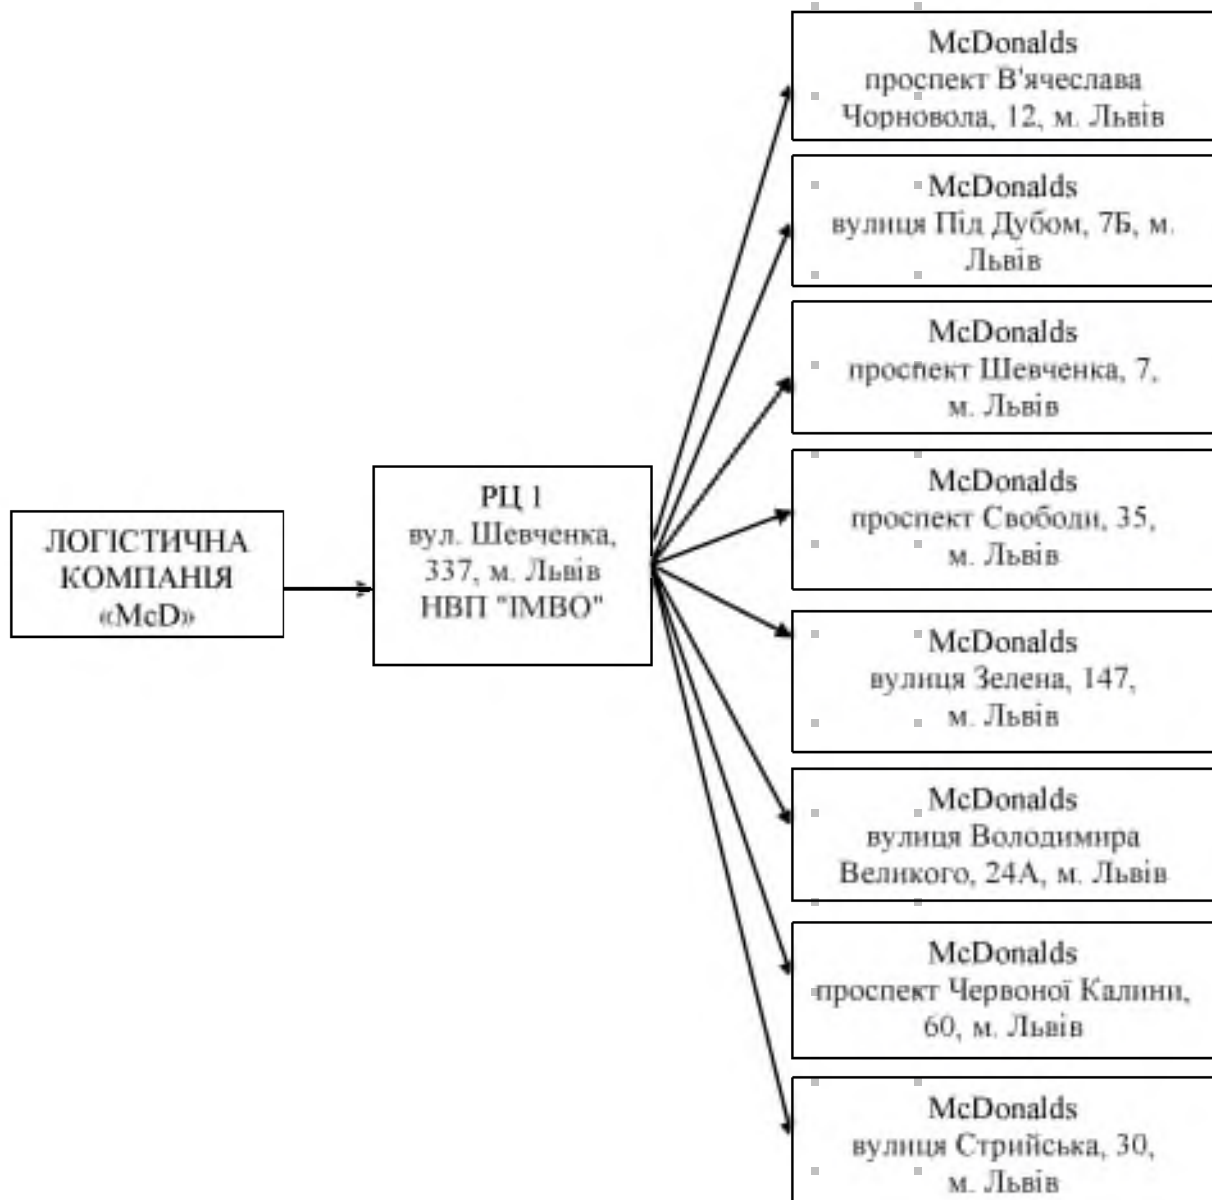 ЛОГІСТИЧНА
КОМПАНІЯ
«McD»
РЦ 1
вул. Шевченка,
337, м. Львів
НВП "ІМВО"
McDonalds
проспект В'ячеслава
Чорновола, 12, м. Львів
McDonalds
вулиця Під Дубом, 7Б, м.
Львів
McDonalds
проспект Шевченка, 7,
м. Львів
McDonalds
проспект Свободи, 35,
м. Львів
McDonalds
вулиця Зелена, 147,
м. Львів
McDonalds
вулиця Володимира
Великого, 24А, м. Львів
McDonalds
проспект Червоної Калини,
60, м. Львів
McDonalds
вулиця Стрийська, 30,
м. Львів